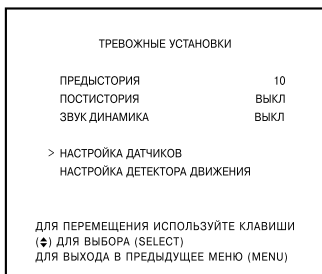 ТРЕВОЖНЫЕ УСТАНОВКИ
ПРЕДЫСТОРИЯ 10
ПОСТИСТОРИЯ ВЫКЛ
ЗВУК ДИНАМИКА ВЫКЛ
> НАСТРОЙКА ДАТЧИКОВ
НАСТРОЙКА ДЕТЕКТОРА ДВИЖЕНИЯ
ДЛЯ ПЕРЕМЕЩЕНИЯ ИСПОЛЬЗУЙТЕ КЛАВИШИ
(♦) ДЛЯ ВЫБОРА (SELECT)
ДЛЯ ВЫХОДА В ПРЕДЫДУЩЕЕ МЕНЮ (MENU)